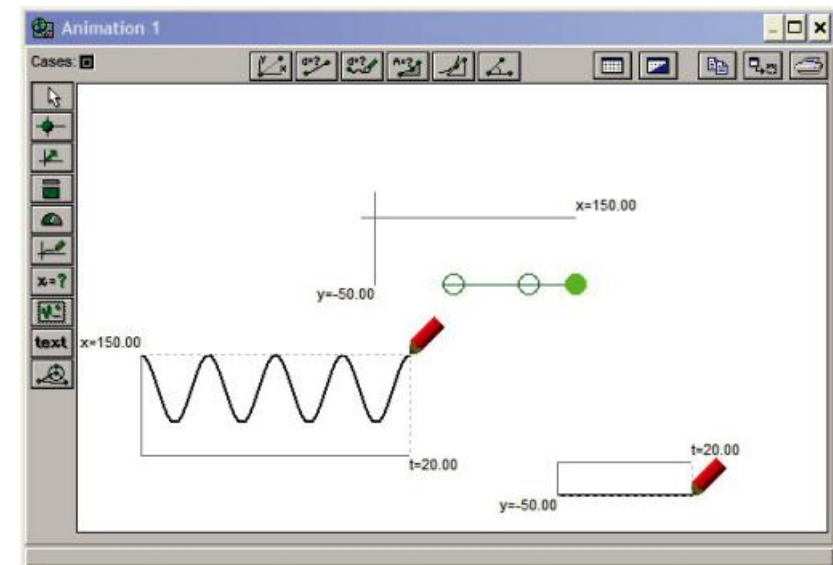 Animation 1
Cases:
x=150.00
y=-50.00
x=150.00
t=20.00
t=20.00
y=-50.00
x=?
text